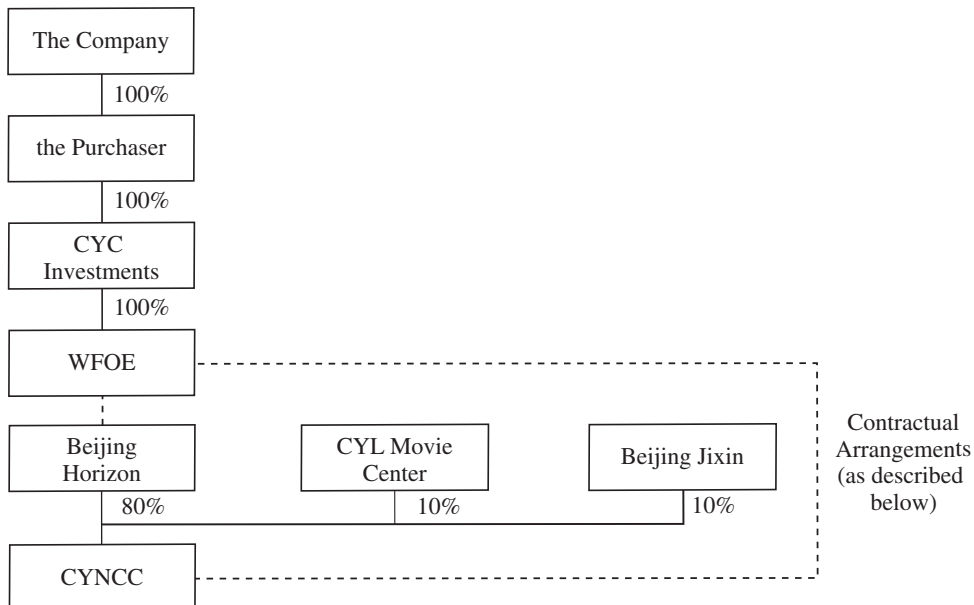 The Company
100%
the Purchaser
100%
CYC
Investments
100%
WFOE
Beijing
Horizon
CYL Movie
Center
Beijing Jixin
Contractual
Arrangements
(as described
below)
80%
10%
10%
CYNCC